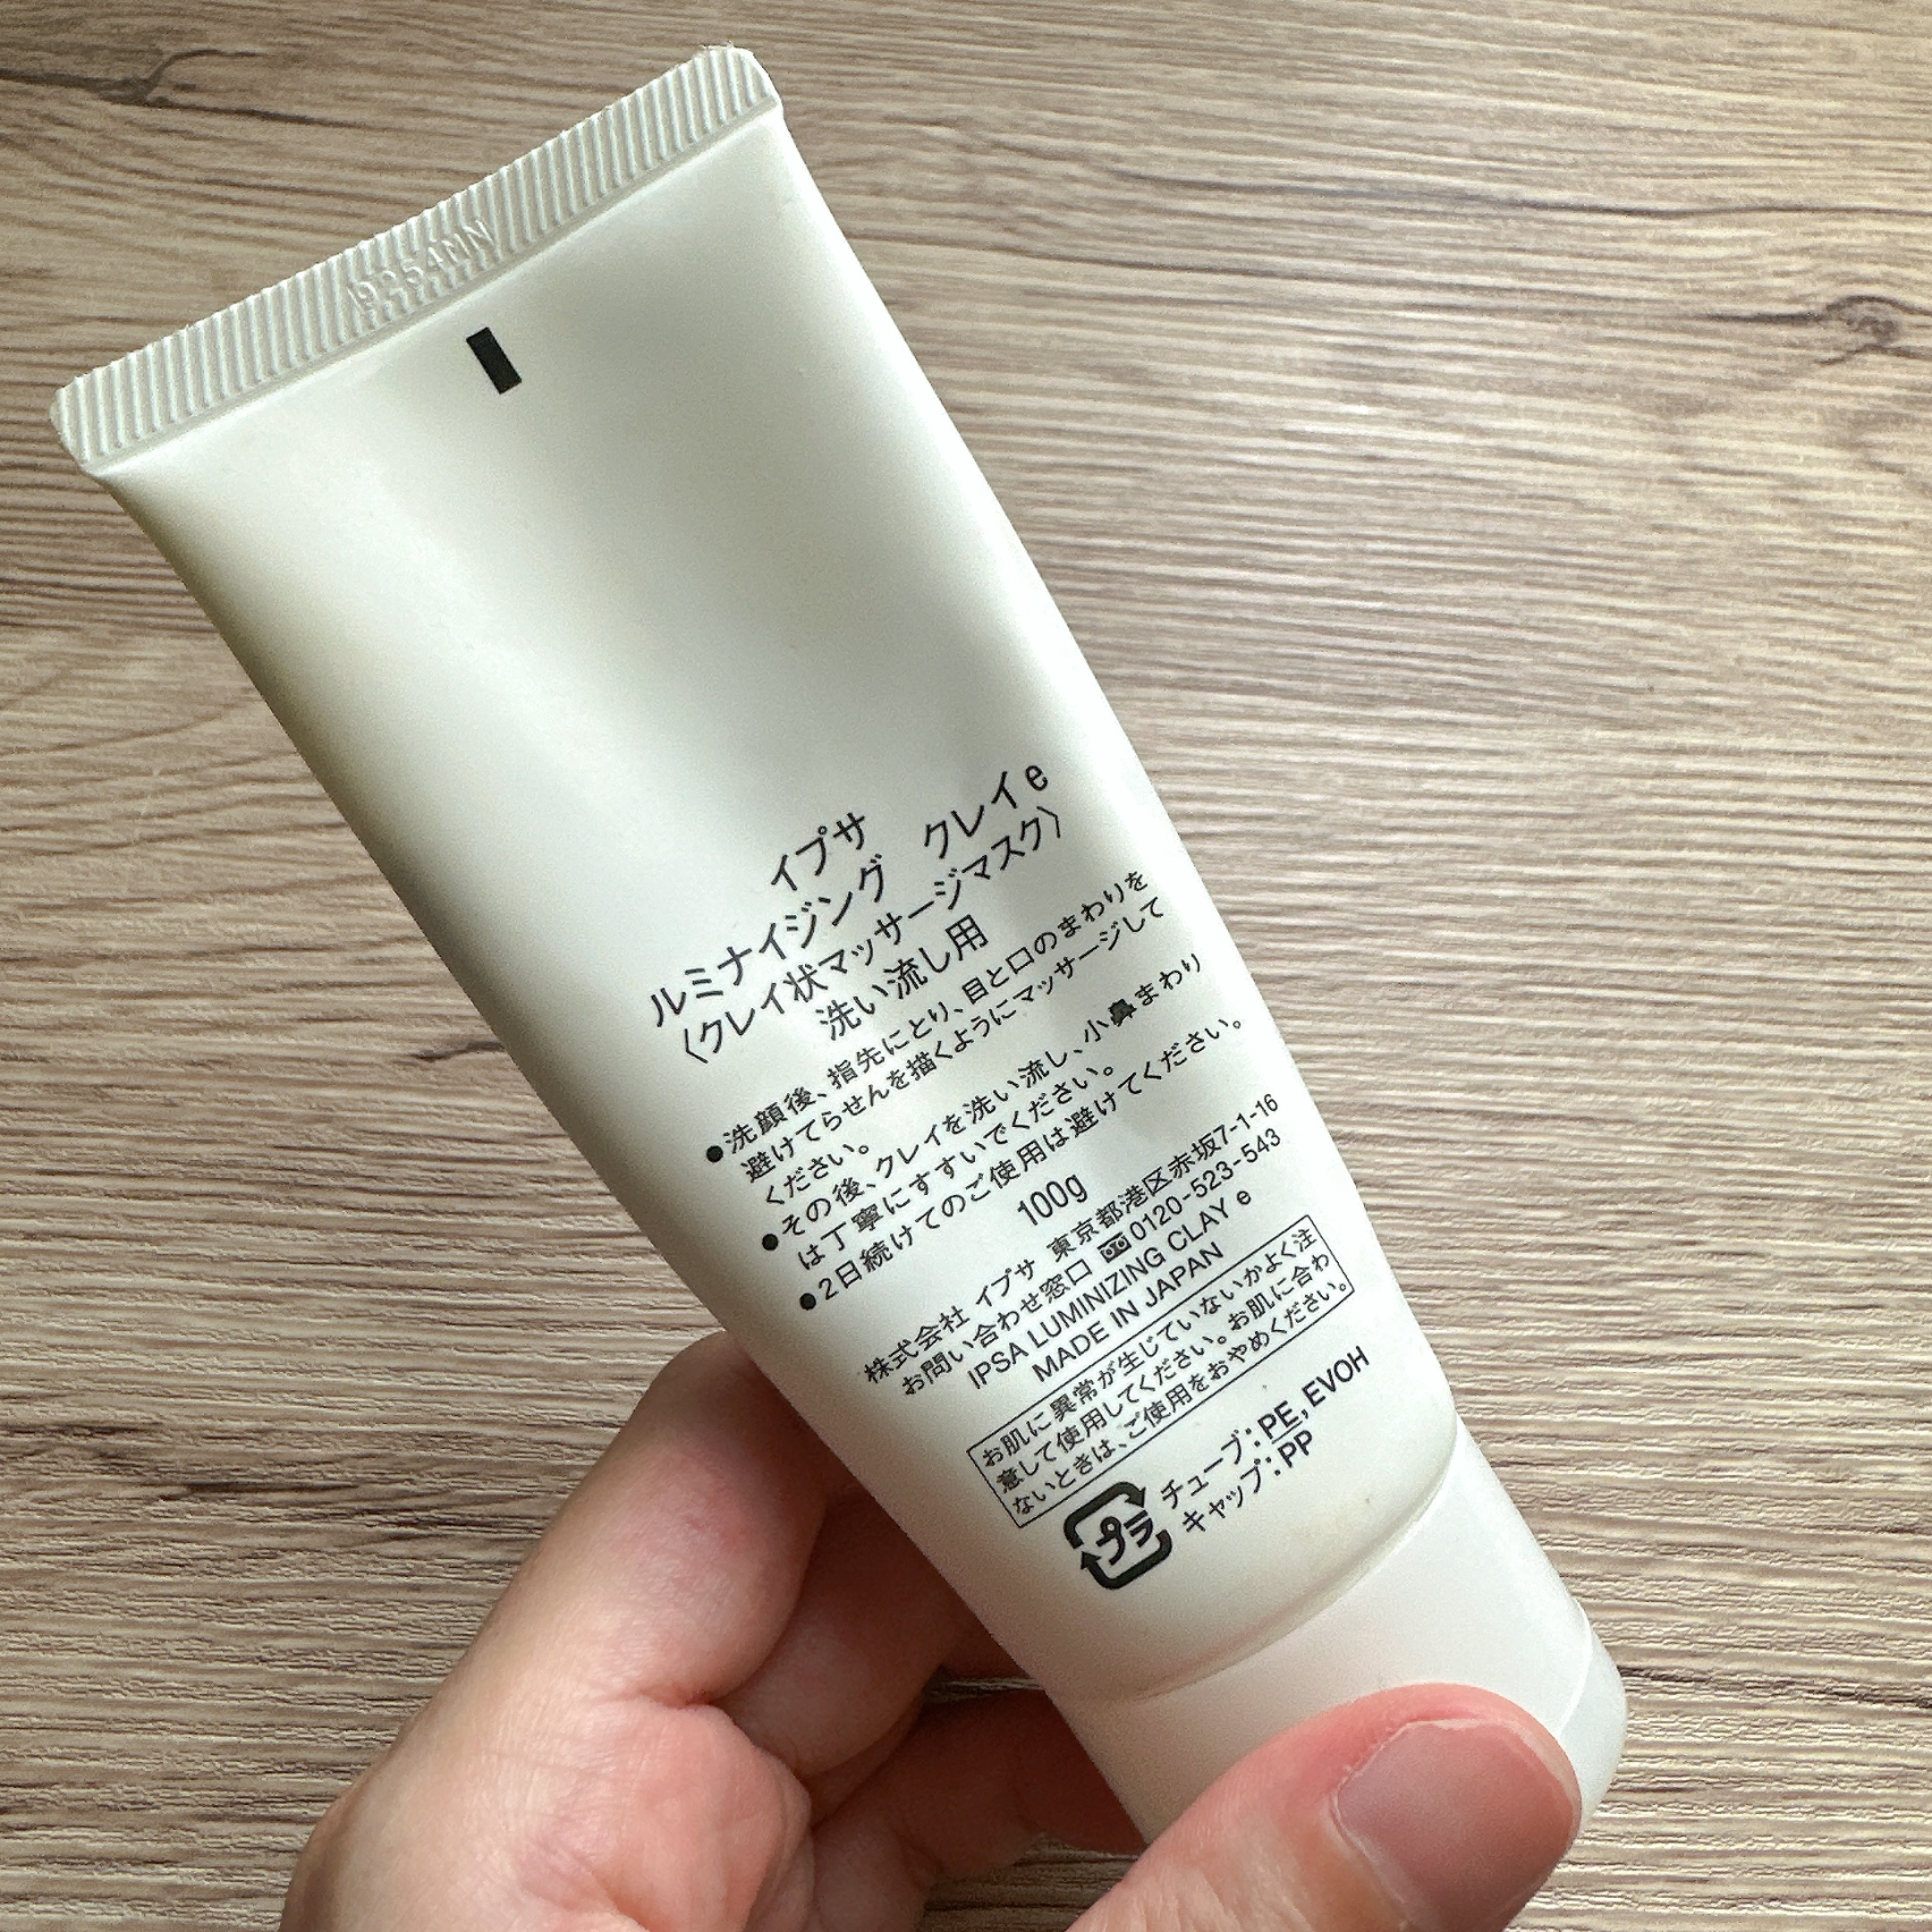 イプサ
ルミナイジング クレイe
〈クレイ状マッサージマスク〉
洗い流し用
●洗顔後、指先にとり、目と口のまわりを
避けてらせんを描くようにマッサージして
ください。
●その後、クレイを洗い流し、小鼻まわり
は丁寧にすすいでください。
●2日続けてのご使用は避けてください。
100g
株式会社 イプサ 東京都港区赤坂7-1-16
お問い合わせ窓口 0120-523-543
IPSA LUMINIZING CLAY e
MADE IN JAPAN
お肌に異常が生じていないかよく注
意して使用してください。お肌に合わ
ないときは、ご使用をおやめください。
プラ
チューブ:PE, EVOH
キャップ:PP